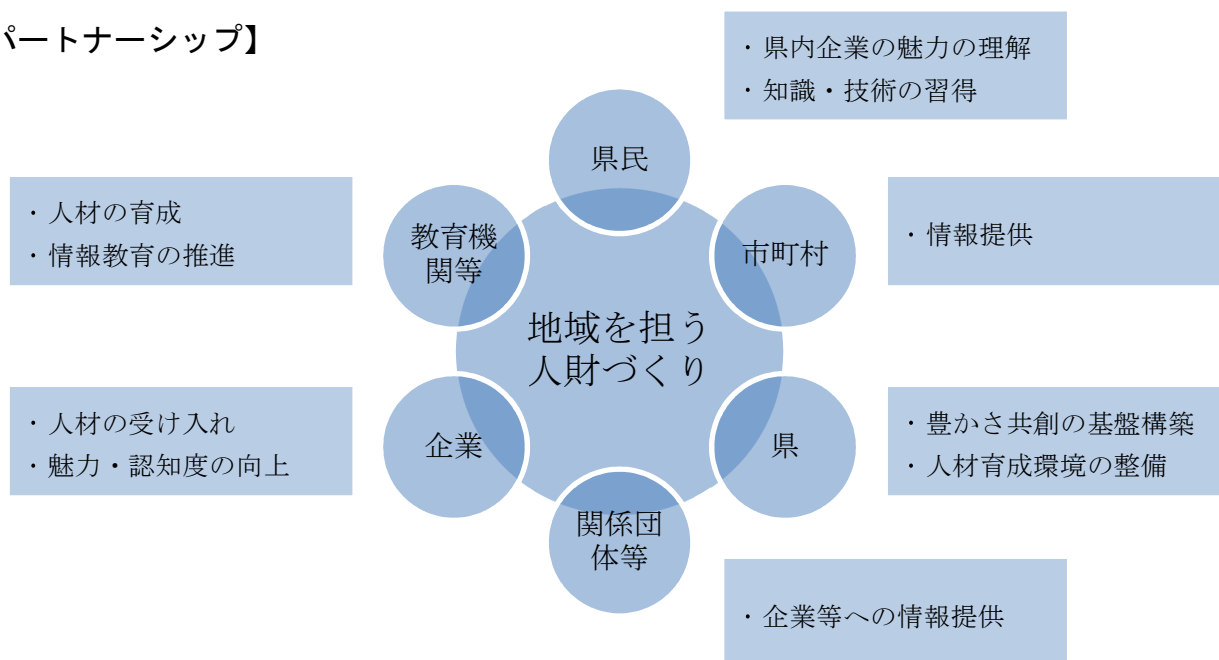 パートナーシップ】
・県内企業の魅力の理解
・知識・技術の習得
県民
・人材の育成
・情報教育の推進
教育機
関等
市町村
・情報提供
地域を担う
人財づくり
・人材の受け入れ
・魅力・認知度の向上
企業
県
・豊かさ共創の基盤構築
・人材育成環境の整備
関係団
体等
・企業等への情報提供